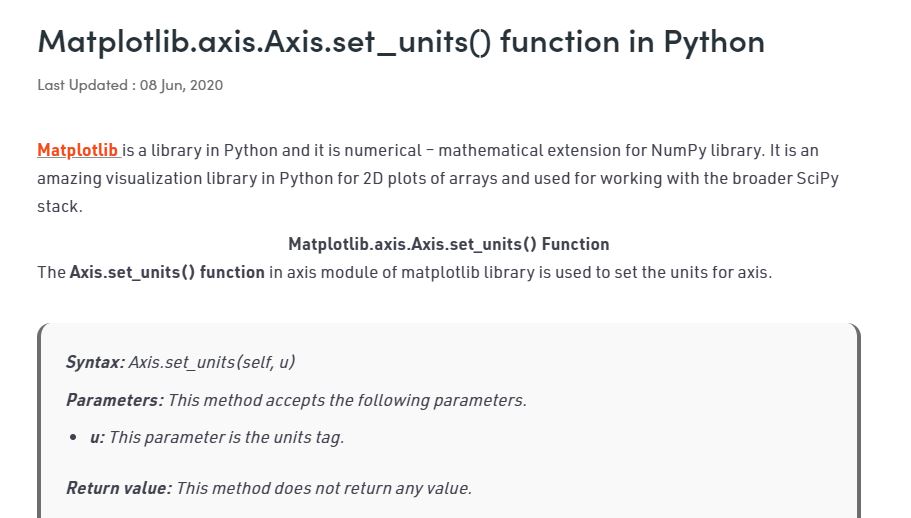 Matplotlib.axis.Axis.set_units() function in Python
Last Updated : 08 Jun, 2020
Matplotlib is a library in Python and it is numerical – mathematical extension for NumPy library. It is an
amazing visualization library in Python for 2D plots of arrays and used for working with the broader SciPy
stack.
Matplotlib.axis.Axis.set_units() Function
The Axis.set_units() function in axis module of matplotlib library is used to set the units for axis.
Syntax: Axis.set_units(self, u)
Parameters: This method accepts the following parameters.
• u: This parameter is the units tag.
Return value: This method does not return any value.